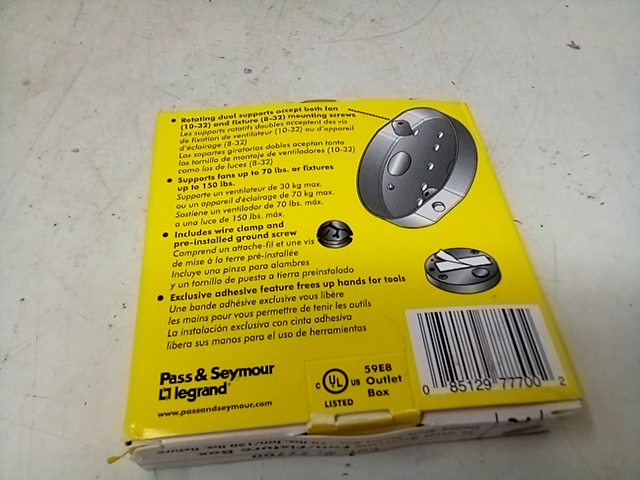 • Rotating dual supports accept both fan
(10-32) and fixture (8-32) mounting screws
Les supports rotatifs doubles acceptent des vis
de fixation de ventilateur (10-32) ou d'appareil
d'éclairage (8-32)
Los soportes giratorios dobles aceptan tanto
los tornillo de montaje de ventiladores (10-32)
como los de luces (8-32)
• Supports fans up to 70 lbs. or fixtures
up to 150 lbs.
Supporte un ventilateur de 30 kg max.
ou un appareil d'éclairage de 70 kg max.
Sostiene un ventilador de 70 lbs. máx.
o una luce de 150 lbs. máx.
• Includes wire clamp and
pre-installed ground screw
Comprend un attache-fil et une vis
de mise à la terre pré-installée
Incluye una pinza para alambres
y un tornillo de puesta a tierra preinstalado
• Exclusive adhesive feature frees up hands for tools
Une bande adhésive exclusive vous libère
les mains pour vous permettre de tenir les outils
La instalación exclusiva con cinta adhesiva
libera sus manos para el uso de herramientas
Pass & Seymour
legrand®
www.passandseymour.com
C UL US
LISTED
59E8
Outlet
Box
0 85129 77700 2
Fan/Fixture Box